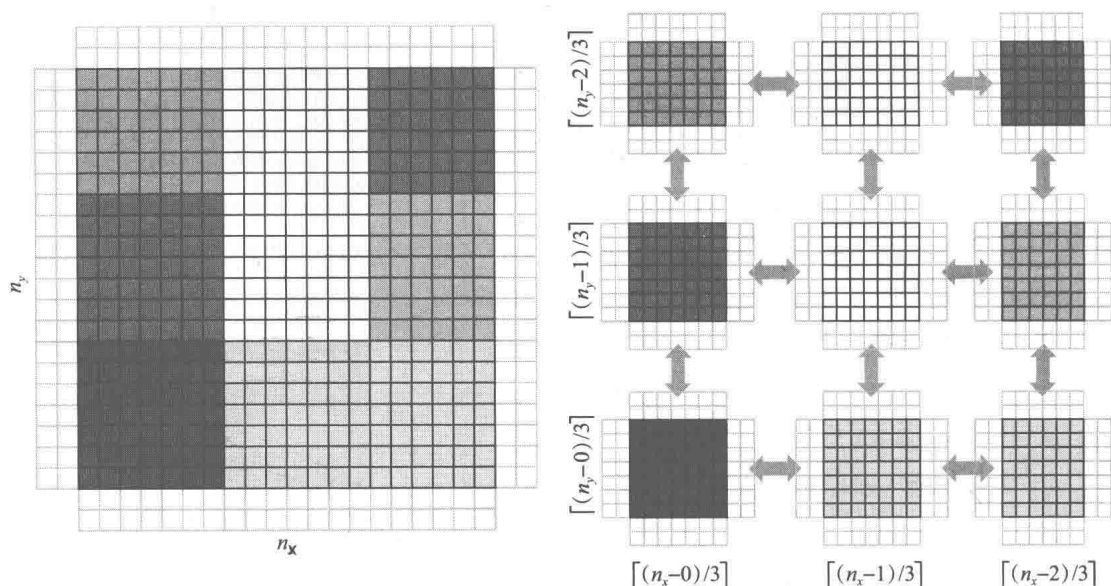 n_y
n_x
⌈(n_y−2)/3⌉
⌈(n_y−1)/3⌉
⌈(n_y−0)/3⌉
⌈(n_x−0)/3⌉ ⌈(n_x−1)/3⌉ ⌈(n_x−2)/3⌉